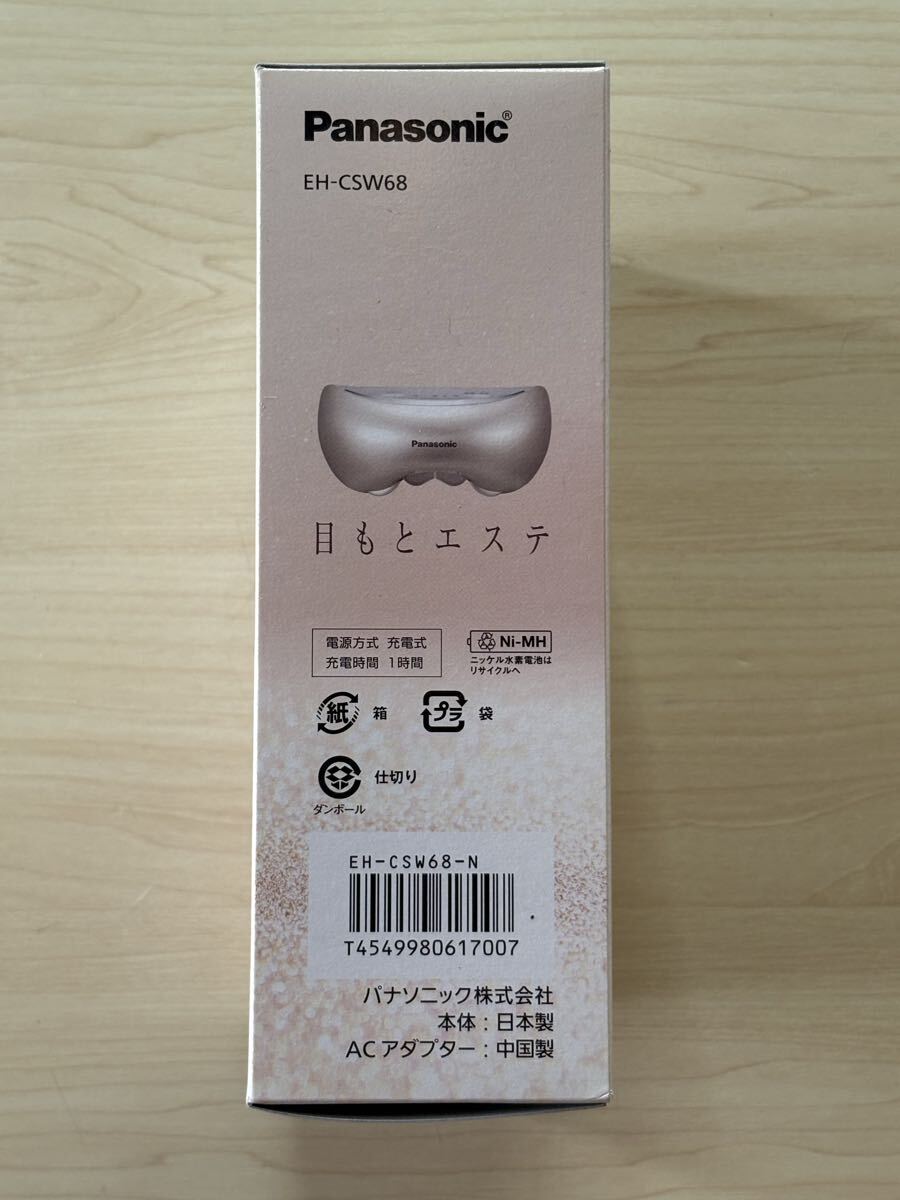 Panasonic®
EH-CSW68
Panasonic
目もとエステ
電源方式 充電式
充電時間 1時間
Ni-MH
ニッケル水素電池は
リサイクルへ
紙 箱
プラ 袋
仕切り
ダンボール
EH-CSW68-N
T4549980617007
パナソニック株式会社
本体:日本製
ACアダプター:中国製